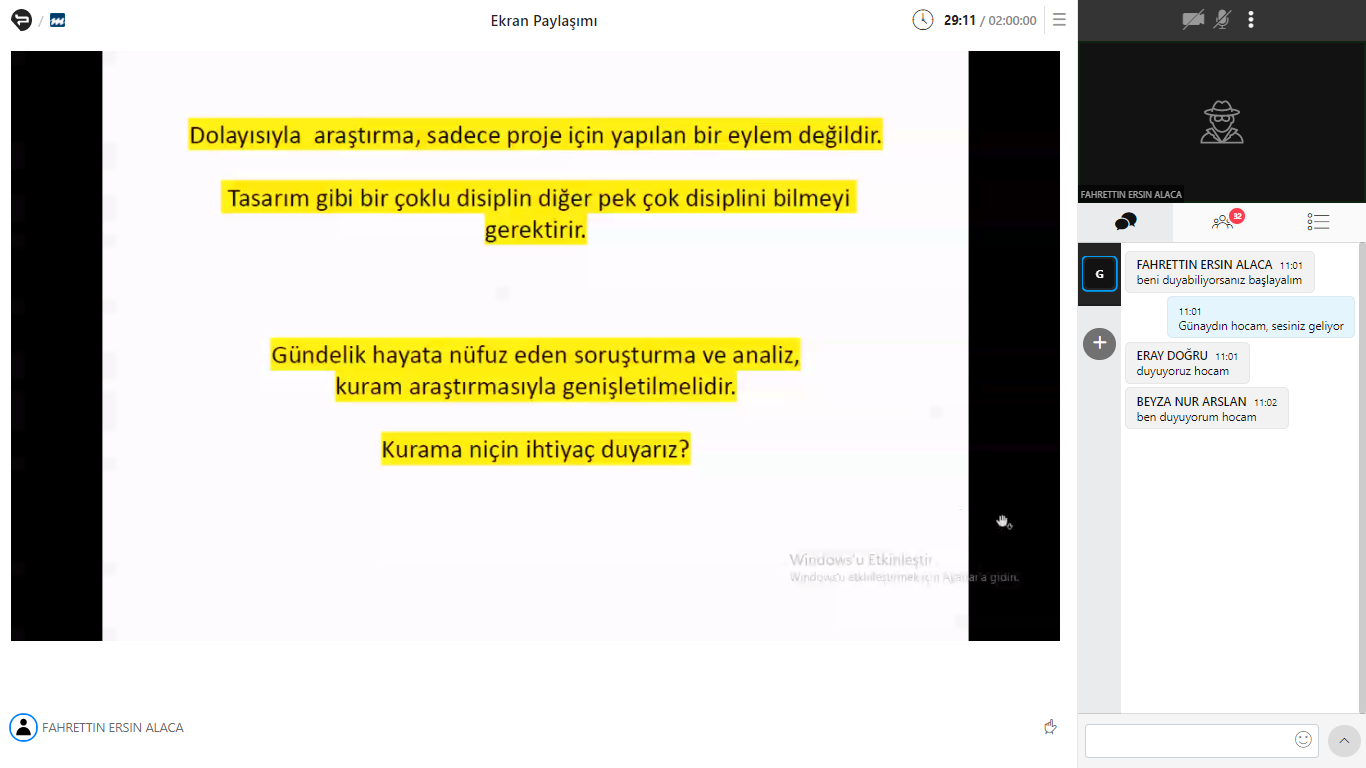 Ekran Paylaşımı
29:11 / 02:00:00
Dolayısıyla araştırma, sadece proje için yapılan bir eylem değildir.
Tasarım gibi bir çoklu disiplin diğer pek çok disiplini bilmeyi
gerektirir.
Gündelik hayata nüfuz eden soruşturma ve analiz,
kuram araştırmasıyla genişletilmelidir.
Kurama niçin ihtiyaç duyarız?
Windows'u Etkinleştir
Windows'u etkinleştirmek için Ayarlar'a gidin.
FAHRETTIN ERSIN ALACA
FAHRETTIN ERSIN ALACA
32
G
FAHRETTIN ERSIN ALACA 11:01
beni duyabiliyorsanız başlayalım
11:01
Günaydın hocam, sesiniz geliyor
ERAY DOĞRU 11:01
duyuyoruz hocam
BEYZA NUR ARSLAN 11:02
ben duyuyorum hocam